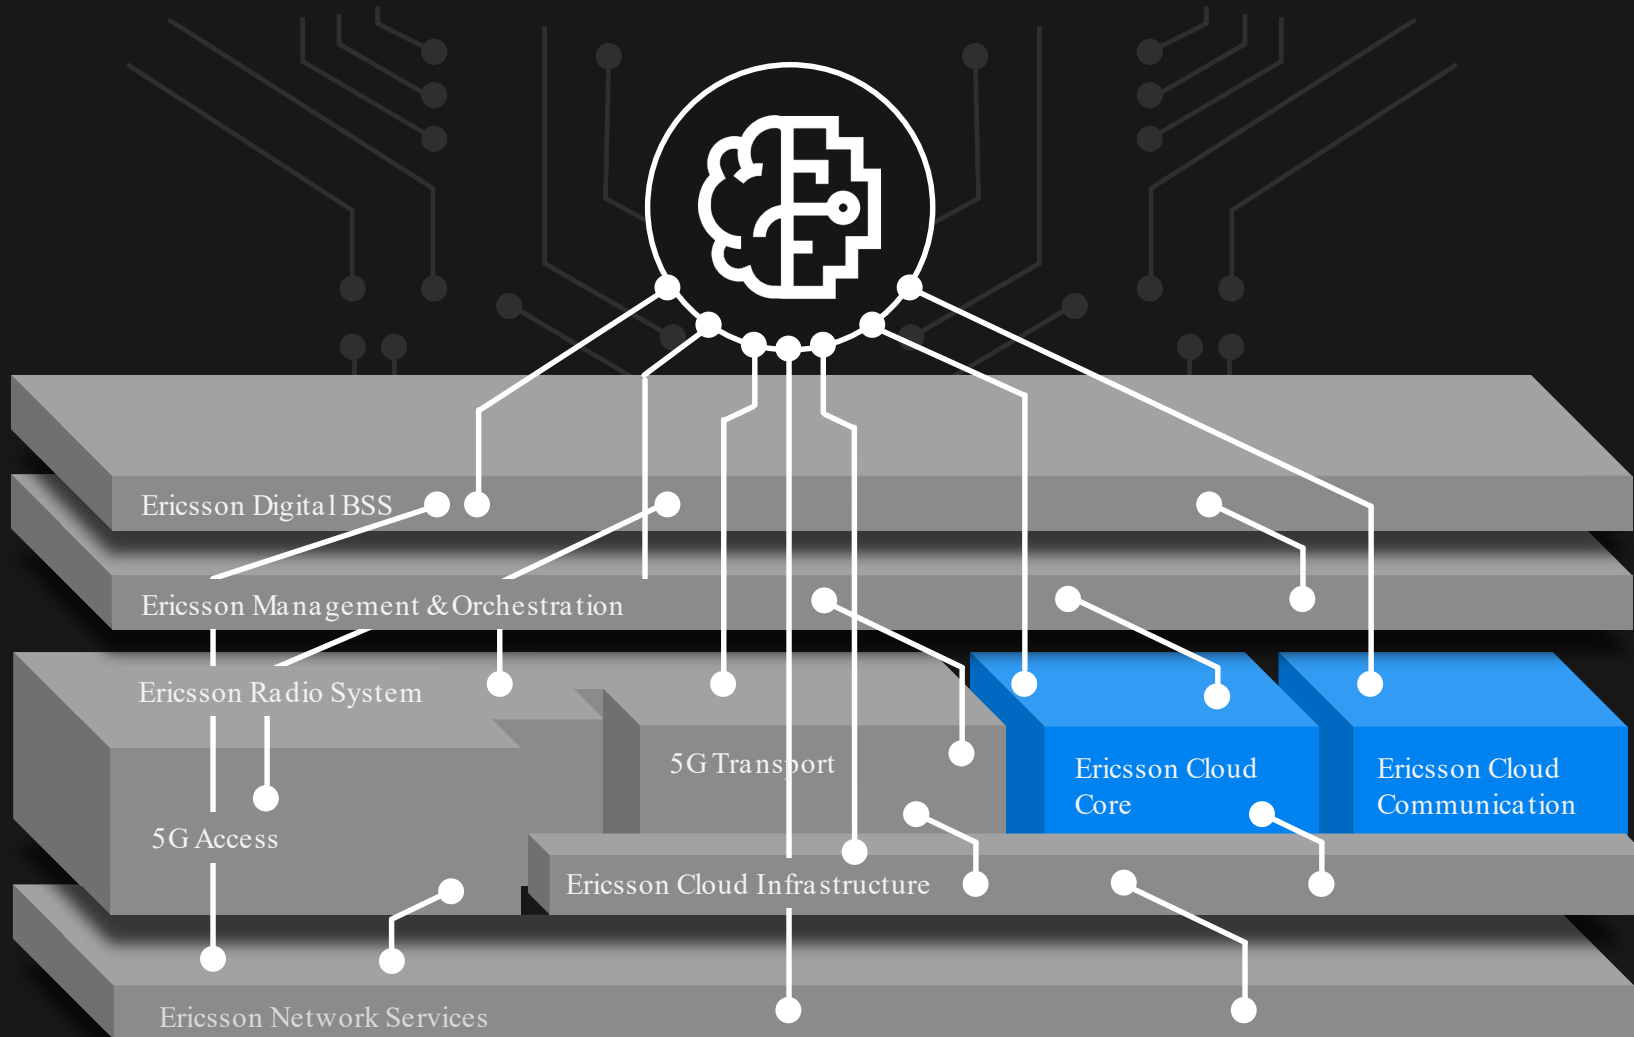 Ericsson Digital BSS
Ericsson Management & Orchestration
Ericsson Radio System
5G Transport
Ericsson Cloud
Core
Ericsson Cloud
Communication
5G Access
Ericsson Cloud Infrastructure
Ericsson Network Services